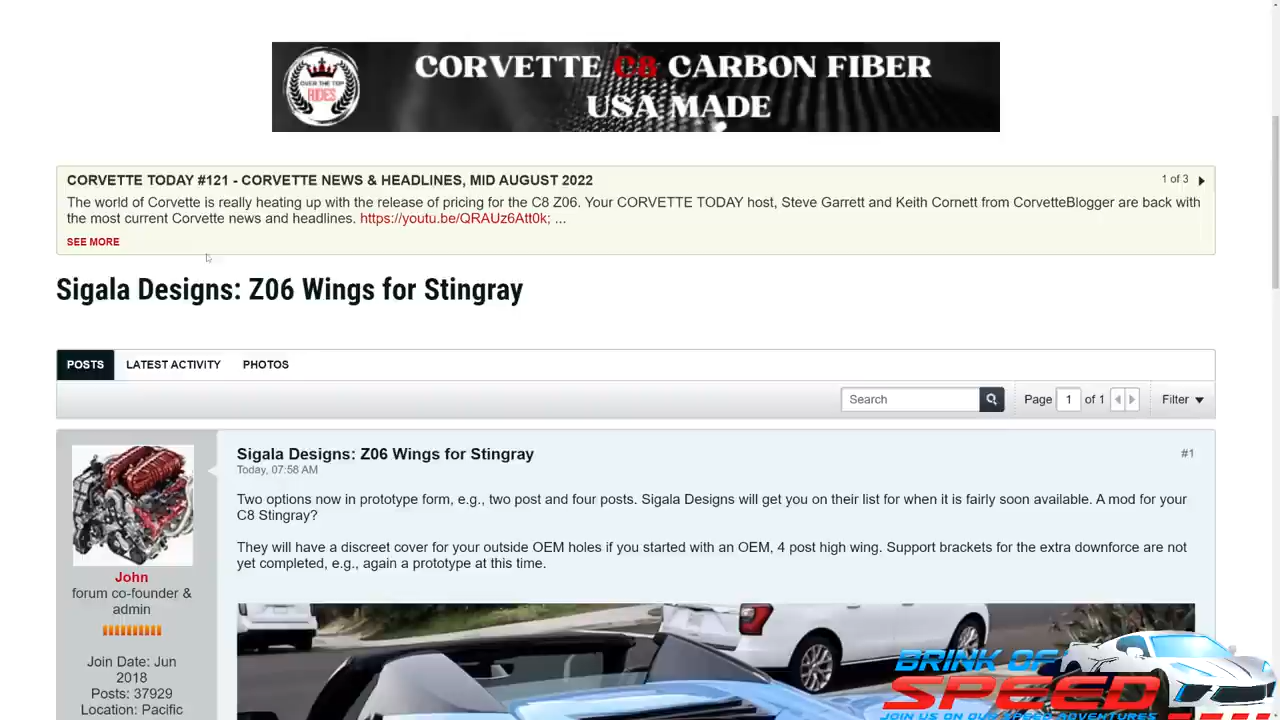 OVER THE TOP
RIDES
CORVETTE C8 CARBON FIBER
USA MADE
CORVETTE TODAY #121 - CORVETTE NEWS & HEADLINES, MID AUGUST 2022
1 of 3
The world of Corvette is really heating up with the release of pricing for the C8 Z06. Your CORVETTE TODAY host, Steve Garrett and Keith Cornett from CorvetteBlogger are back with
the most current Corvette news and headlines. https://youtu.be/QRAUz6Att0k; ...
SEE MORE
Sigala Designs: Z06 Wings for Stingray
POSTS LATEST ACTIVITY PHOTOS
Search Page 1 of 1 Filter
Sigala Designs: Z06 Wings for Stingray
#1
Today, 07:58 AM
Two options now in prototype form, e.g., two post and four posts. Sigala Designs will get you on their list for when it is fairly soon available. A mod for your
C8 Stingray?
They will have a discreet cover for your outside OEM holes if you started with an OEM, 4 post high wing. Support brackets for the extra downforce are not
yet completed, e.g., again a prototype at this time.
John
forum co-founder &
admin
Join Date: Jun
2018
Posts: 37929
Location: Pacific
BRINK OF
SPEED
JOIN US ON OUR SPEED ADVENTURES